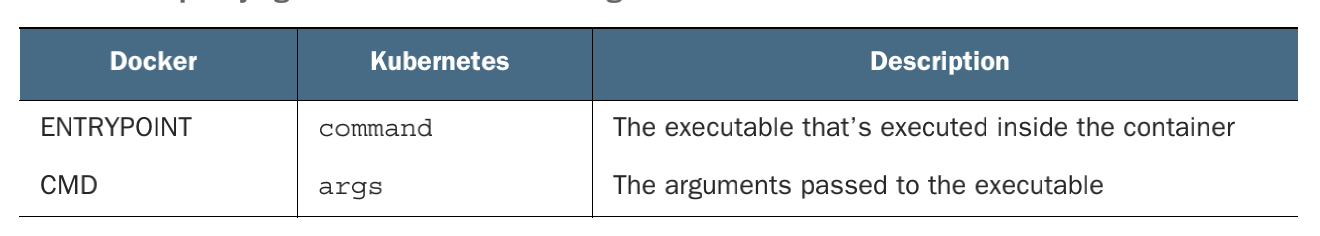 Docker Kubernetes Description
ENTRYPOINT command The executable that’s executed inside the container
CMD args The arguments passed to the executable